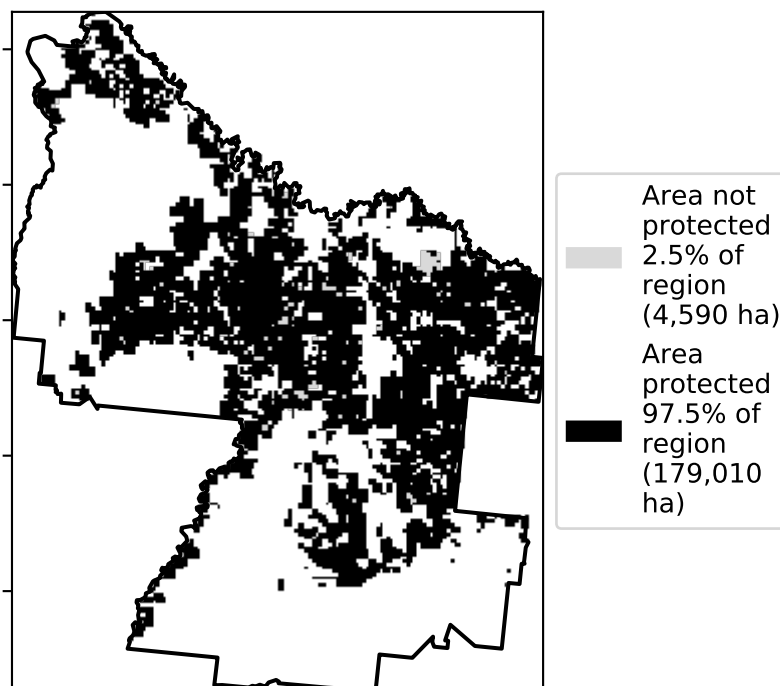 Area not
protected
2.5% of
region
(4,590 ha)
Area
protected
97.5% of
region
(179,010
ha)